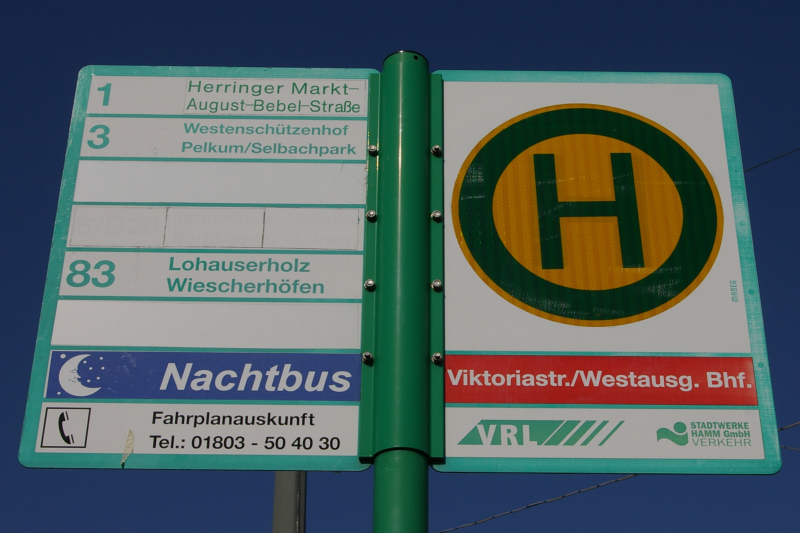 1
Herringer Markt-
August-Bebel-Straße
3
Westenschützenhof
Pelkum/Selbachpark
83
Lohauserholz
Wiescherhöfen
Nachtbus
Fahrplanauskunft
Tel.: 01803 - 50 40 30
H
MABEG
Viktoriastr./Westausg. Bhf.
VRL
STADTWERKE
HAMM GmbH
VERKEHR